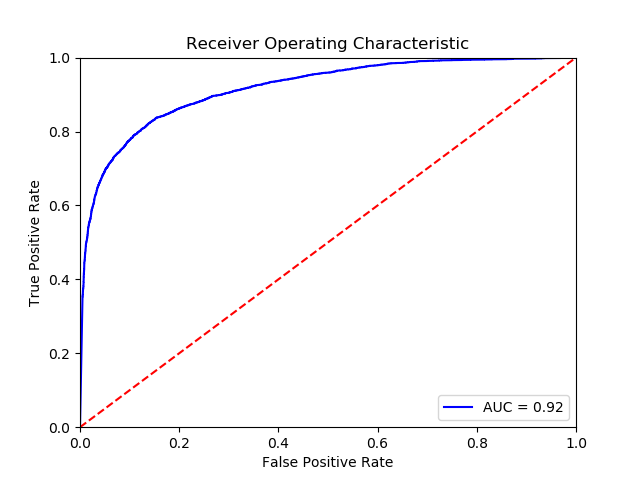 Receiver Operating Characteristic
1.0
0.8
0.6
0.4
0.2
0.0
True Positive Rate
AUC = 0.92
0.0 0.2 0.4 0.6 0.8 1.0
False Positive Rate